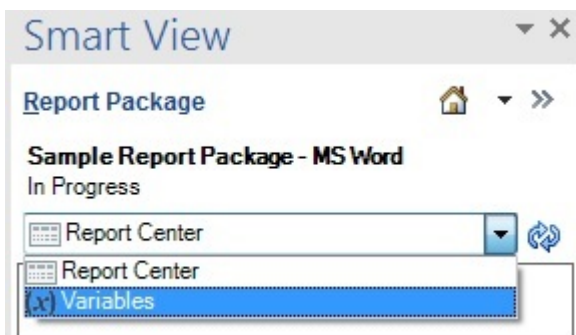 Smart View
Report Package
Sample Report Package - MS Word
In Progress
Report Center
Report Center
(x) Variables